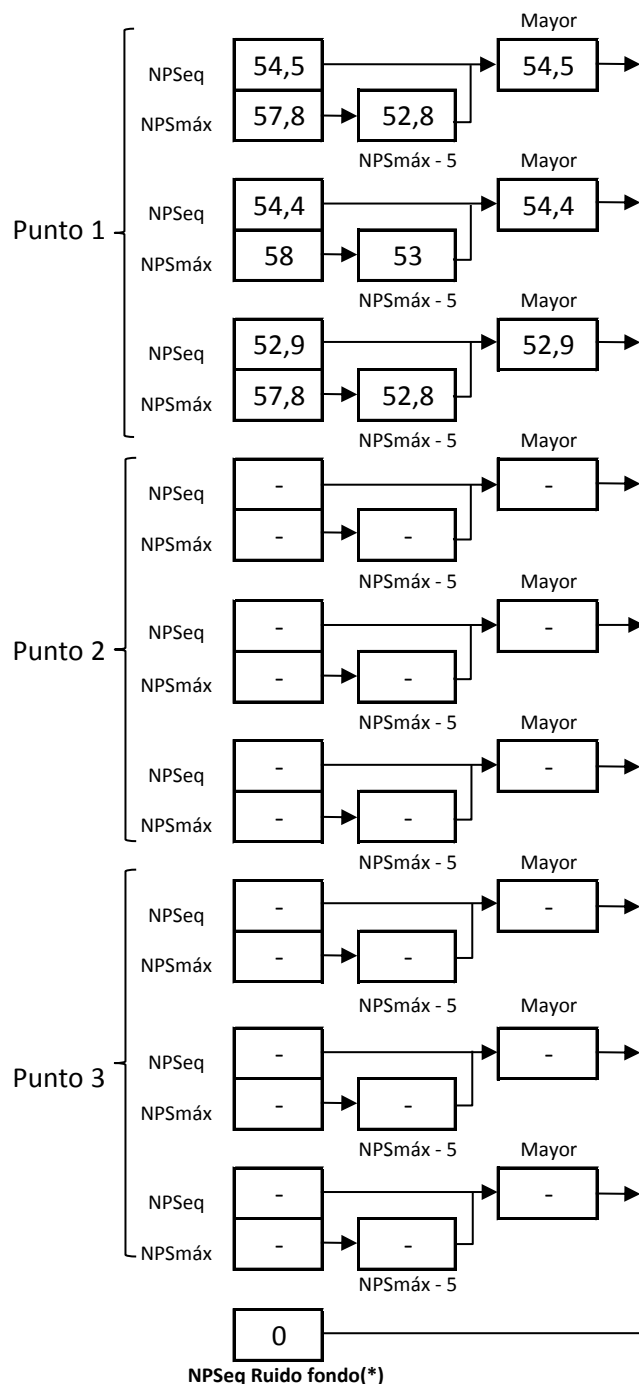 Mayor
NPSeq 54,5 54,5
NPSmáx 57,8 52,8
NPSmáx - 5
Mayor
Punto 1
NPSeq 54,4 54,4
NPSmáx 58 53
NPSmáx - 5
Mayor
NPSeq 52,9 52,9
NPSmáx 57,8 52,8
NPSmáx - 5
Mayor
NPSeq - -
NPSmáx - -
NPSmáx - 5
Mayor
Punto 2
NPSeq - -
NPSmáx - -
NPSmáx - 5
Mayor
NPSeq - -
NPSmáx - -
NPSmáx - 5
Mayor
NPSeq - -
NPSmáx - -
NPSmáx - 5
Mayor
Punto 3
NPSeq - -
NPSmáx - -
NPSmáx - 5
Mayor
NPSeq - -
NPSmáx - -
NPSmáx - 5
0
NPSeq Ruido fondo(*)